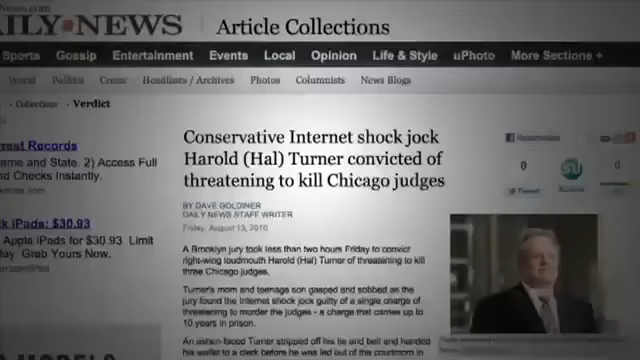 News.com
ILY NEWS
Article Collections
Sports Gossip Entertainment Events Local Opinion Life & Style uPhoto More Sections +
World Politics Crime Headlines / Archives Photos Columnists News Blogs
Collections Verdict
rest Records
ame and State. 2) Access Full
nd Checks Instantly.
k iPads: $30.93
Apple iPads for $30.93. Limit
lay. Grab Yours Now.
Conservative Internet shock jock
Harold (Hal) Turner convicted of
threatening to kill Chicago judges
BY DAVE GOLDINER
DAILY NEWS STAFF WRITER
Friday, August 13, 2010
A Brooklyn jury took less than two hours Friday to convict
right-wing loudmouth Harold (Hal) Turner of threatening to kill
three Chicago judges.
Turner's mom and teenage son gasped and sobbed as the
jury found the Internet shock jock guilty of a single charge of
threatening to murder the judges - a charge that carries up to
10 years in prison.
An ashen-faced Turner stripped off his tie and belt and handed
his wallet to a clerk before he was led out of the courtroom in
0
0
Tweet